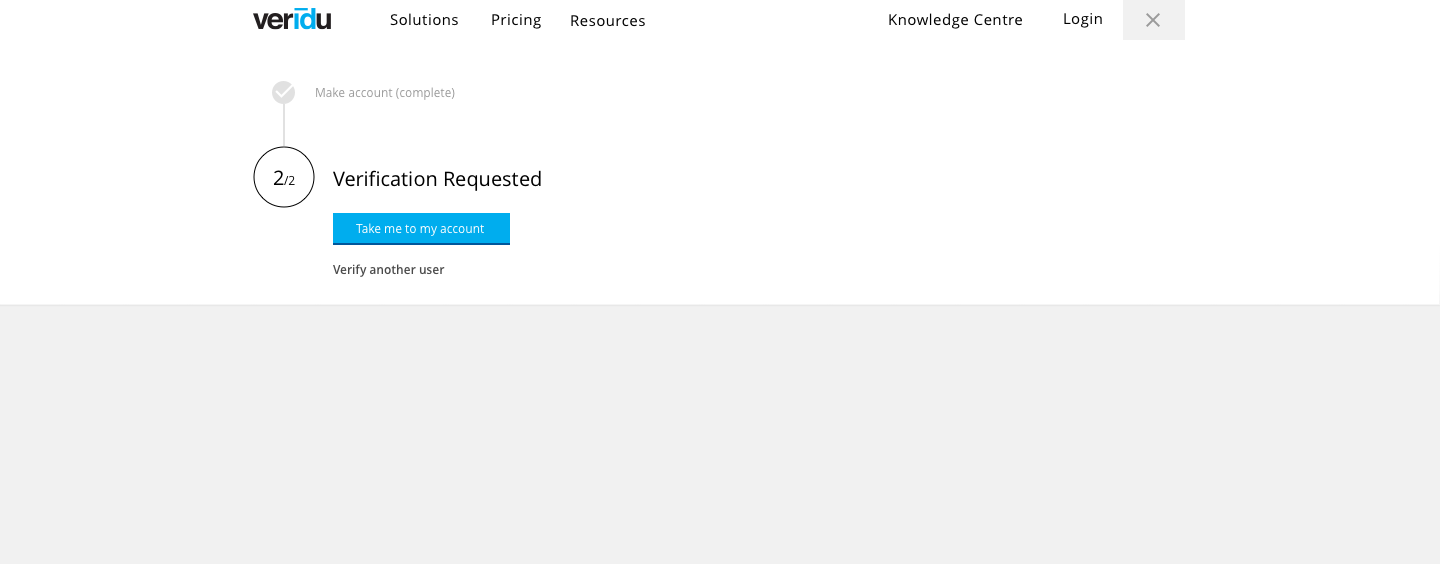 veridu Solutions Pricing Resources Knowledge Centre Login
Make account (complete)
2/2 Verification Requested
Take me to my account
Verify another user